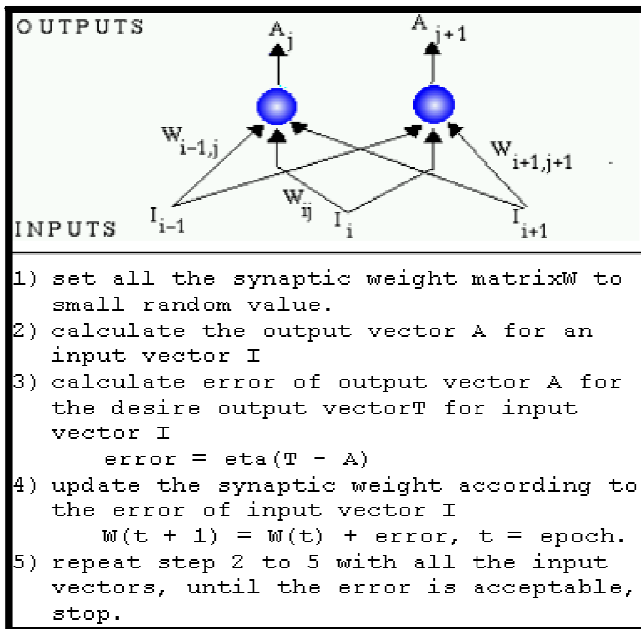 OUTPUTS
A j A j+1
W i-1,j W i+1,j+1
W ij
I i-1 I i I i+1
INPUTS
1) set all the synaptic weight matrixW to
small random value.
2) calculate the output vector A for an
input vector I
3) calculate error of output vector A for
the desire output vectorT for input
vector I
error = eta(T - A)
4) update the synaptic weight according to
the error of input vector I
W(t + 1) = W(t) + error, t = epoch.
5) repeat step 2 to 5 with all the input
vectors, until the error is acceptable,
stop.